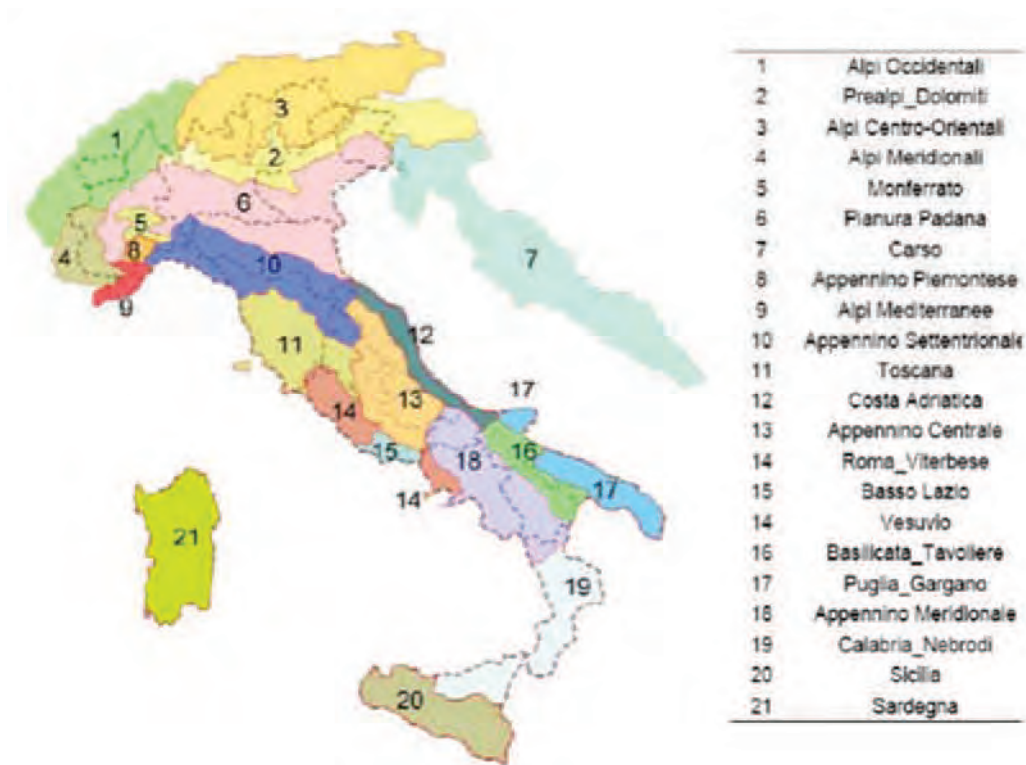 1 Alpi Occidentali
2 Prealpi_Dolomiti
3 Alpi Centro-Orientali
4 Alpi Meridionali
5 Monferrato
6 Pianura Padana
7 Carso
8 Appennino Piemontese
9 Alpi Mediterranee
10 Appennino Settentrionale
11 Toscana
12 Costa Adriatica
13 Appennino Centrale
14 Roma_Viterbese
15 Basso Lazio
14 Vesuvio
16 Basilicata_Tavoliere
17 Puglia_Gargano
18 Appennino Meridionale
19 Calabria_Nebrodi
20 Sicilia
21 Sardegna
3
1
2
6
5
4
8
7
10
9
12
11
17
13
14
16
15
18
17
14
21
19
20